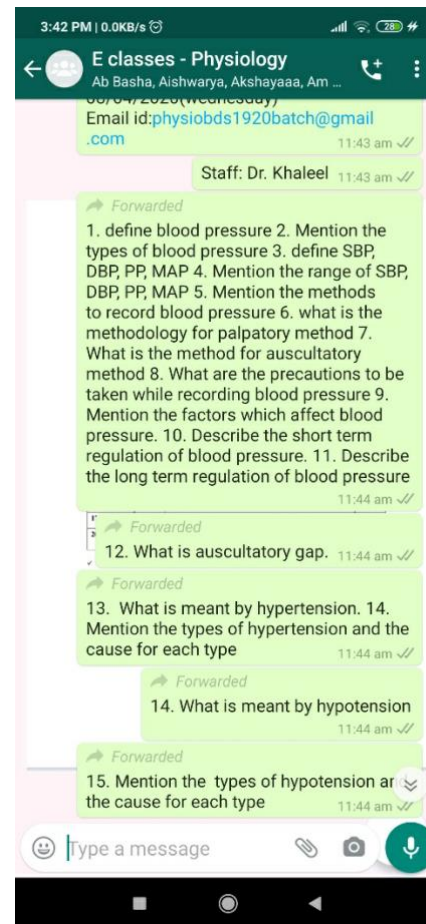 3:42 PM | 0.0KB/s
28
E classes - Physiology
Ab Basha, Aishwarya, Akshayaaa, Am ...
08/04/2020(wednesday)
Email id:physiobds1920batch@gmail
.com
11:43 am
Staff: Dr. Khaleel 11:43 am
Forwarded
1. define blood pressure 2. Mention the
types of blood pressure 3. define SBP,
DBP, PP, MAP 4. Mention the range of SBP,
DBP, PP, MAP 5. Mention the methods
to record blood pressure 6. what is the
methodology for palpatory method 7.
What is the method for auscultatory
method 8. What are the precautions to be
taken while recording blood pressure 9.
Mention the factors which affect blood
pressure. 10. Describe the short term
regulation of blood pressure. 11. Describe
the long term regulation of blood pressure
11:44 am
Forwarded
12. What is auscultatory gap. 11:44 am
Forwarded
13. What is meant by hypertension. 14.
Mention the types of hypertension and the
cause for each type
11:44 am
Forwarded
14. What is meant by hypotension
11:44 am
Forwarded
15. Mention the types of hypotension
the cause for each type 11:44 am
Type a message